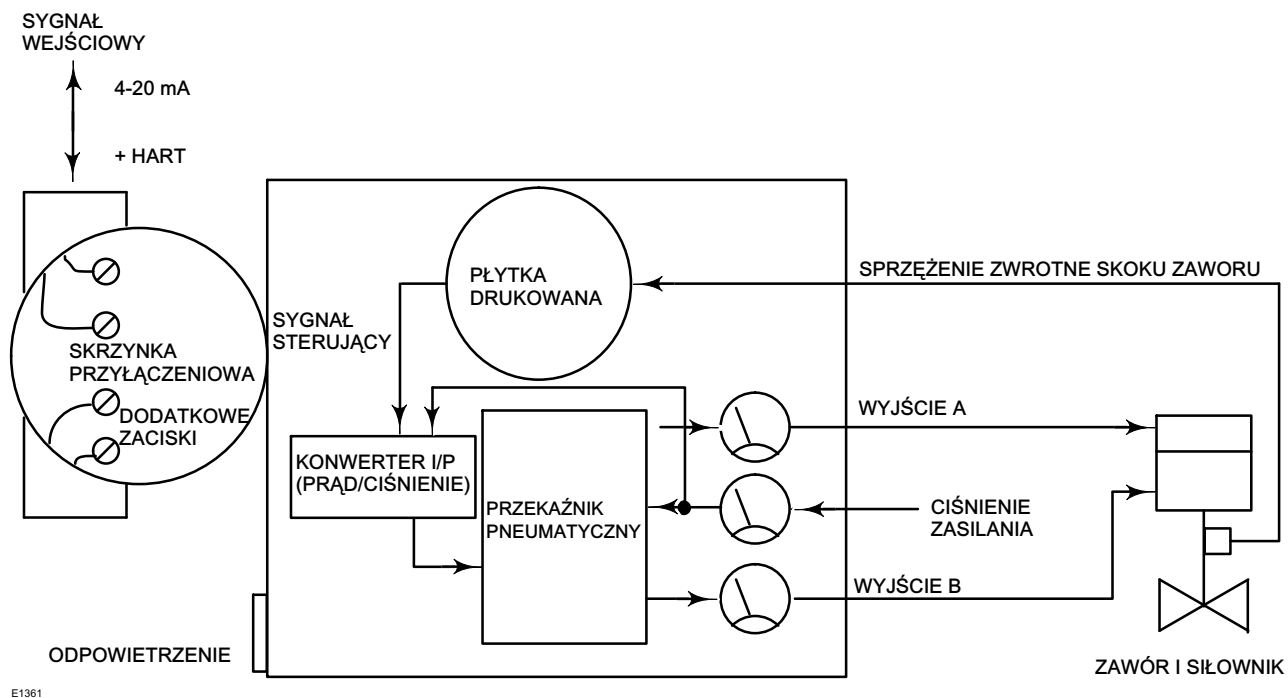 SYGNAŁ
WEJŚCIOWY
4-20 mA
+ HART
SKRZYNKA
PRZYŁĄCZENIOWA
DODATKOWE
ZACISKI
SYGNAŁ
STERUJĄCY
PŁYTKA
DRUKOWANA
SPRZĘŻENIE ZWROTNE SKOKU ZAWORU
KONWERTER I/P
(PRĄD/CIŚNIENIE)
PRZEKAŹNIK
PNEUMATYCZNY
WYJŚCIE A
CIŚNIENIE
ZASILANIA
WYJŚCIE B
ODPOWIETRZENIE
ZAWÓR I SIŁOWNIK
E1361